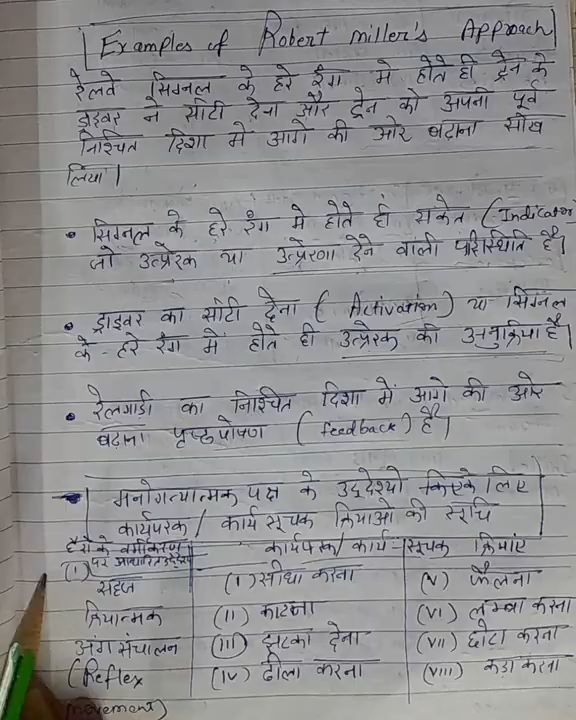 Examples of Robert Miller's Approach
रेलवे सिग्नल के हरे रंग मे होते ही ट्रेन के
ड्राइवर ने सीटी देना और ट्रेन को अपनी पूर्व
निश्चित दिशा मे आगे की ओर बढाना सीख
लिया।
• सिग्नल के हरे रंग मे होते ही संकेत (Indicator)
जो उत्प्रेरक या उत्प्रेरणा देने वाली परिस्थिति है।
• ड्राइवर का सीटी देना (Activation) या सिग्नल
के हरे रंग मे होते ही उत्प्रेरक की अनुक्रिया है।
• रेलगाडी का निश्चित दिशा में आगे की ओर
बढाना पृष्ठपोषण (feedback) है।
मनोगत्यात्मक पक्ष के उद्देश्यो के लिए
कार्यपरक / कार्य सूचक क्रियाओ की सूचि
हैरो के वर्गीकरण पर आधारित उद्देश्य | कार्यपरक/कार्य-सूचक क्रियाएं
(I) सहज | (I) सीधा करना | (V) फैलना
क्रियात्मक | (II) काटना | (VI) लम्बा करना
अंग संचालन | (III) झटका देना | (VII) छोटा करना
(Reflex | (IV) ढीला करना | (VIII) कडा करना
movement)